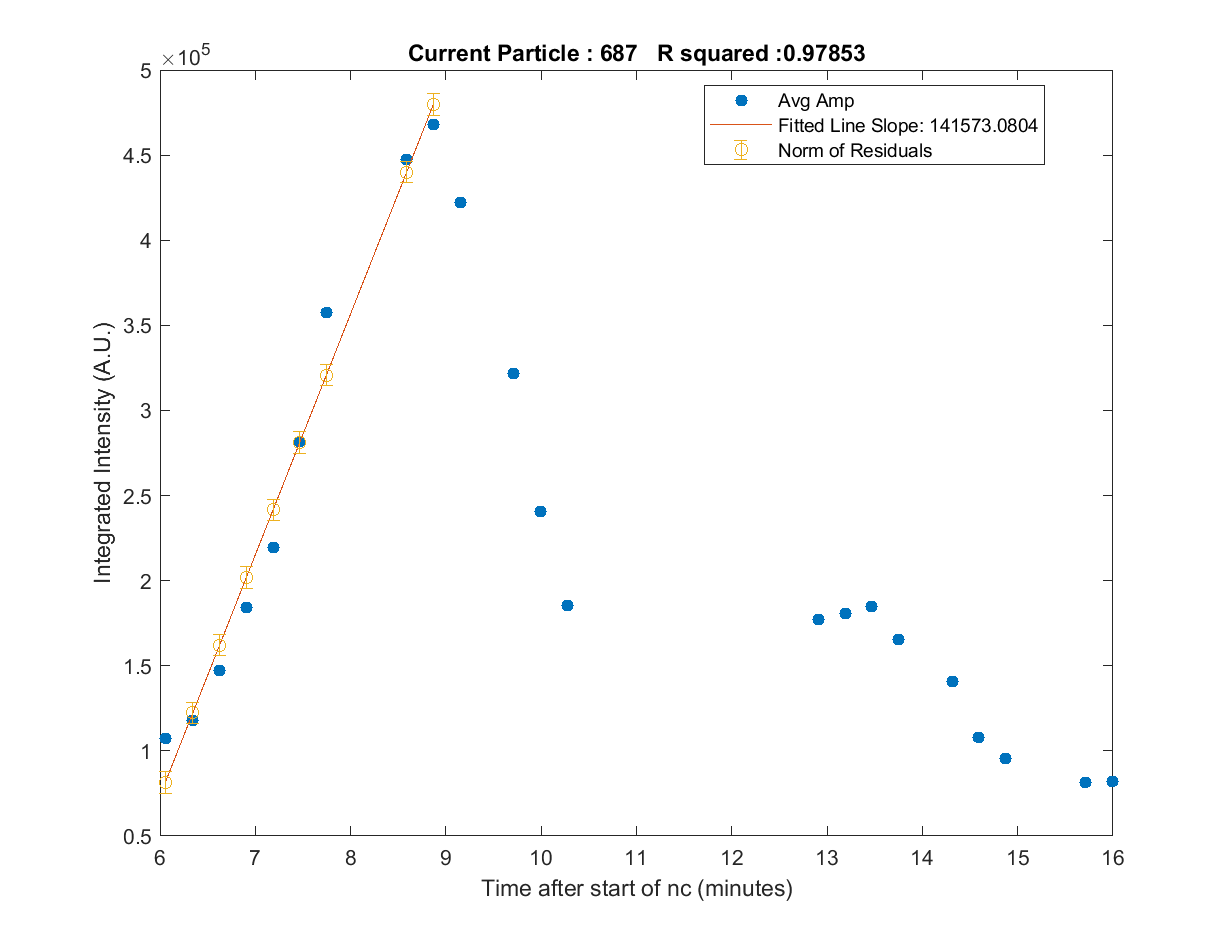 Current Particle : 687 R squared :0.97853
×10^5
5
4.5
4
3.5
3
2.5
2
1.5
1
0.5
Integrated Intensity (A.U.)
Avg Amp
Fitted Line Slope: 141573.0804
Norm of Residuals
6 7 8 9 10 11 12 13 14 15 16
Time after start of nc (minutes)